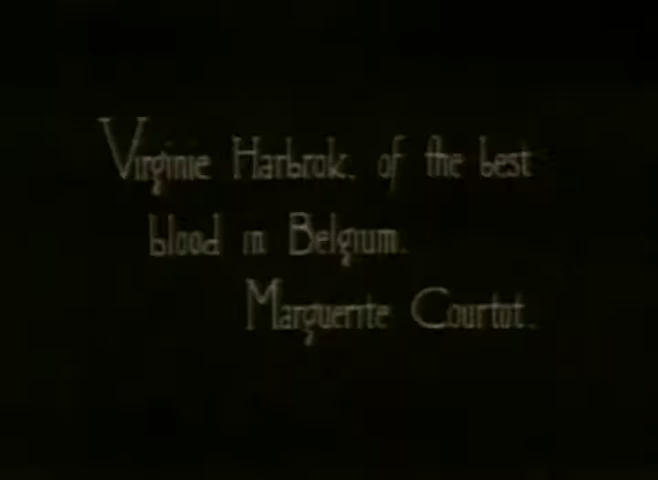 Virginie Harbrok, of the best
blood in Belgium.
Marguerite Courtot.